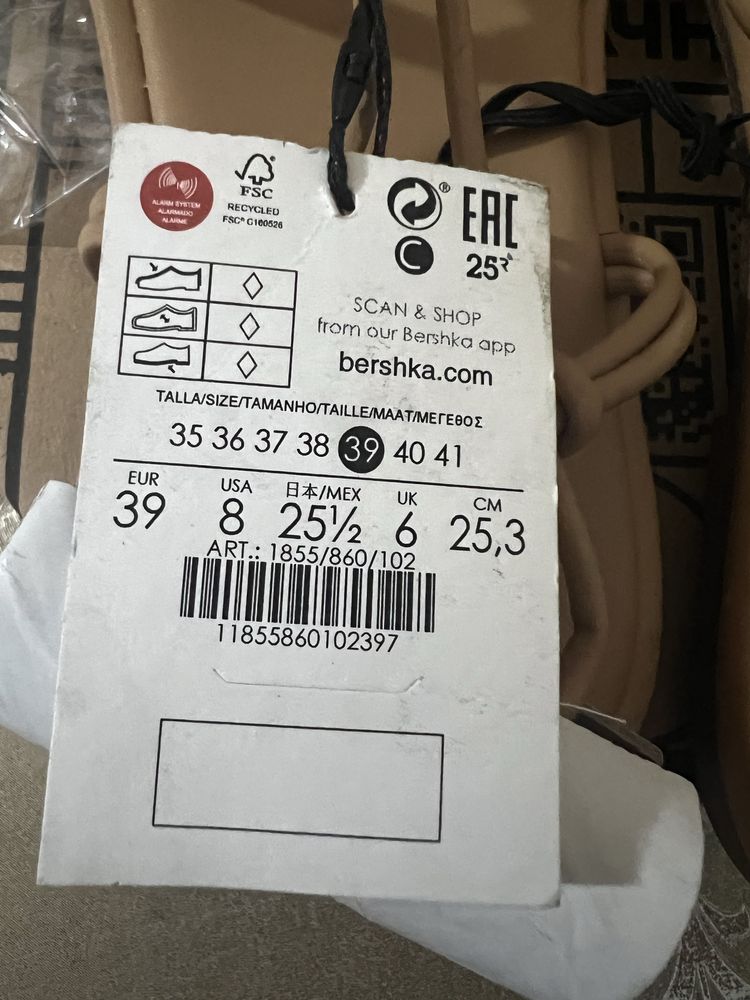 ALARM SYSTEM
ALARMADO
ALARME
FSC
RECYCLED
FSC® C160526
®
C
EAC
25
SCAN & SHOP
from our Bershka app
bershka.com
TALLA/SIZE/TAMANHO/TAILLE/MAAT/ΜΕΓΕΘΟΣ
35 36 37 38 39 40 41
EUR USA 日本/MEX UK CM
39 8 25½ 6 25,3
ART.: 1855/860/102
11855860102397